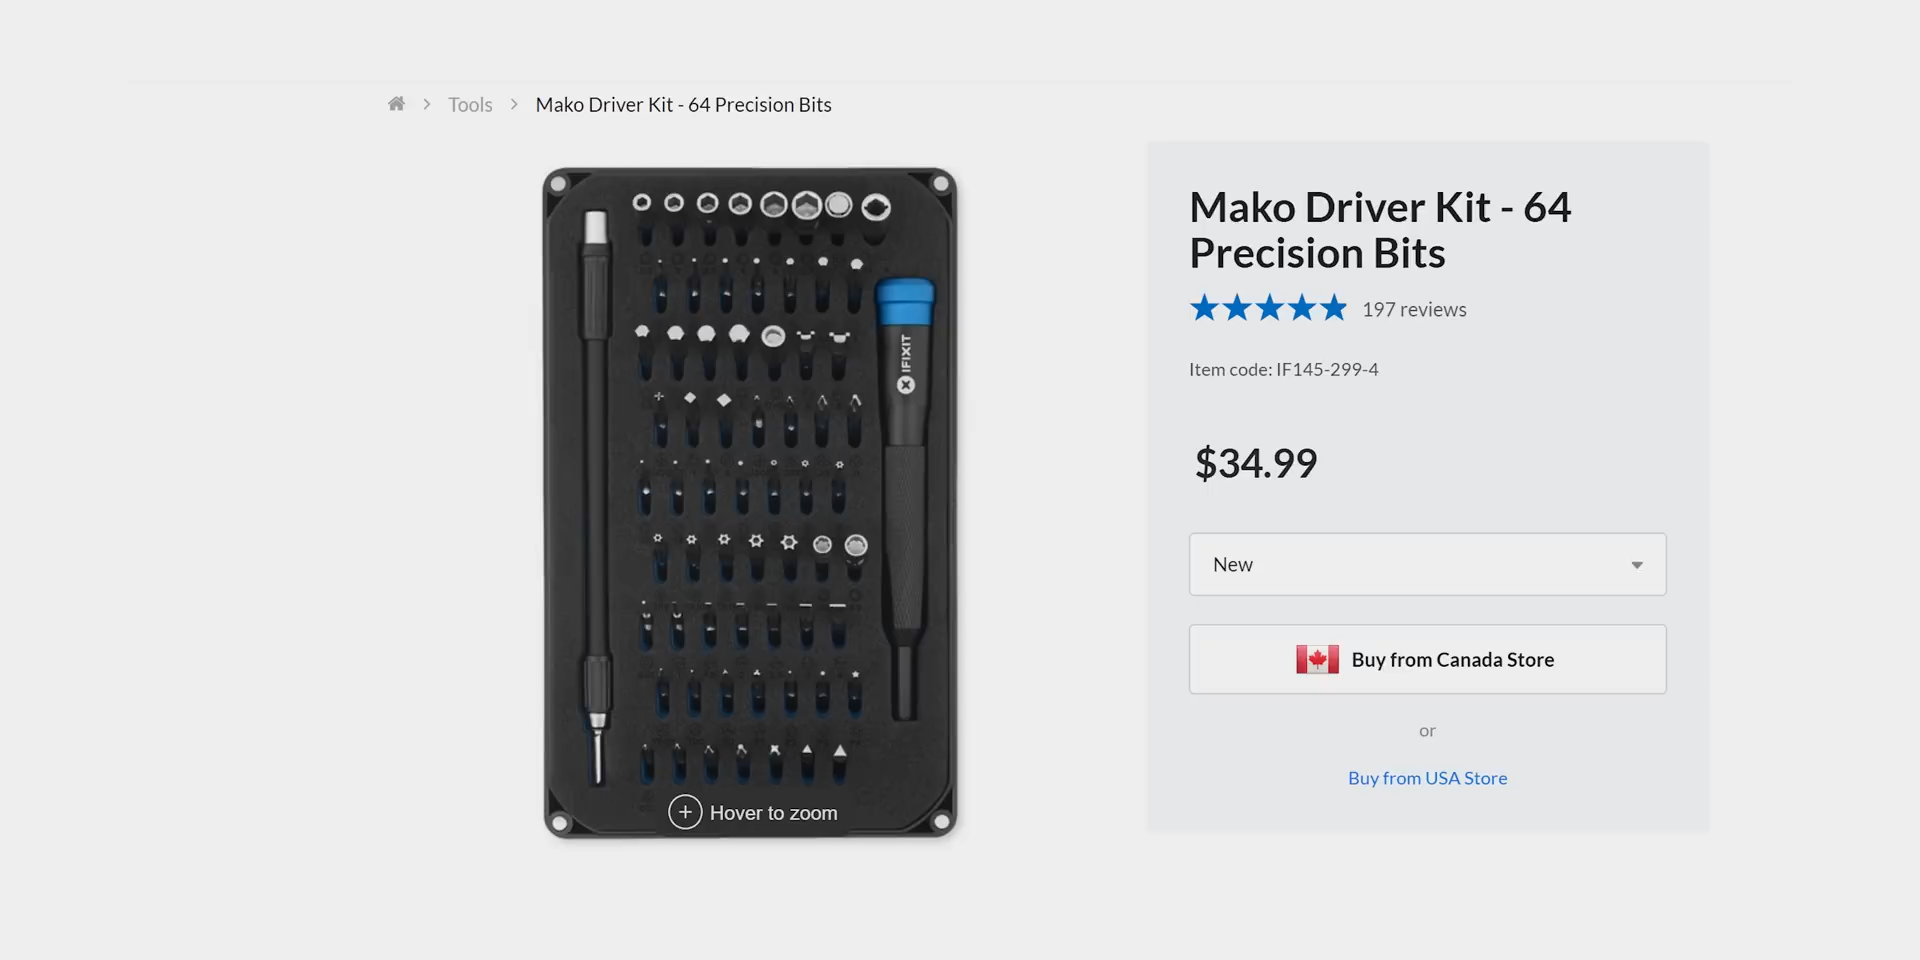 Tools
Mako Driver Kit - 64 Precision Bits
IFIXIT
Hover to zoom
Mako Driver Kit - 64
Precision Bits
197 reviews
Item code: IF145-299-4
$34.99
New
Buy from Canada Store
or
Buy from USA Store